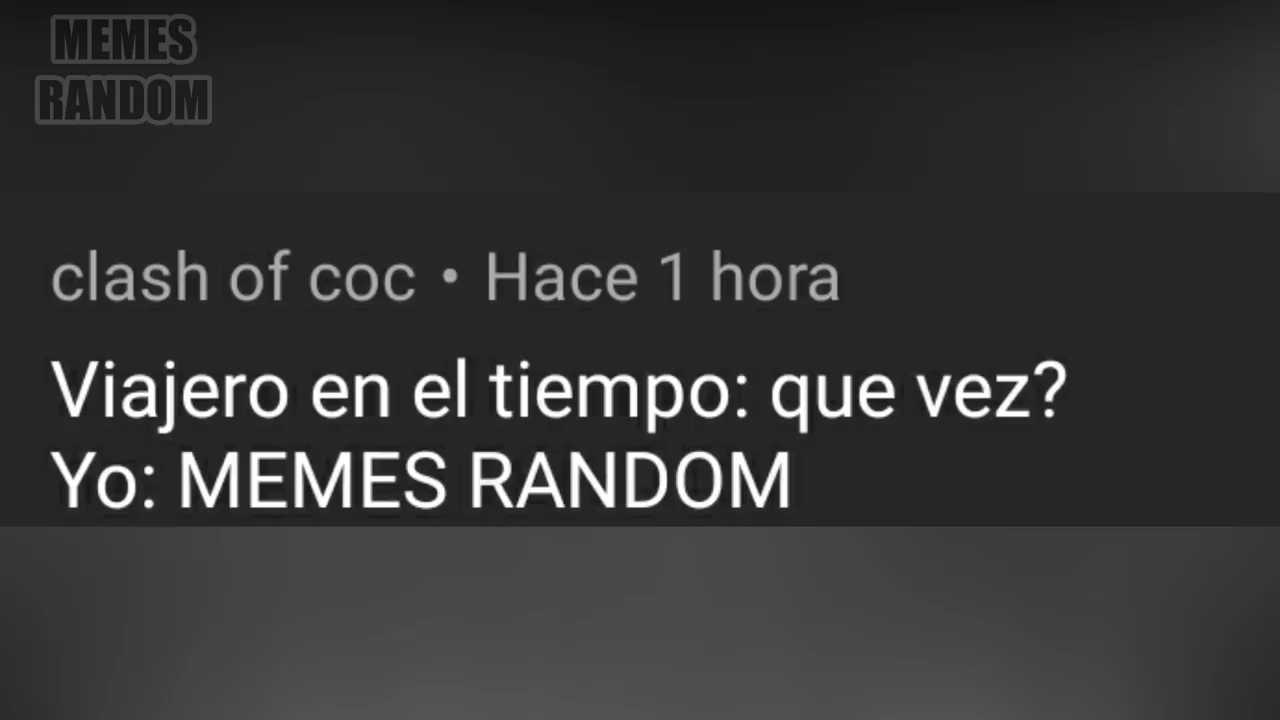 MEMES
RANDOM
clash of coc • Hace 1 hora
Viajero en el tiempo: que vez?
Yo: MEMES RANDOM